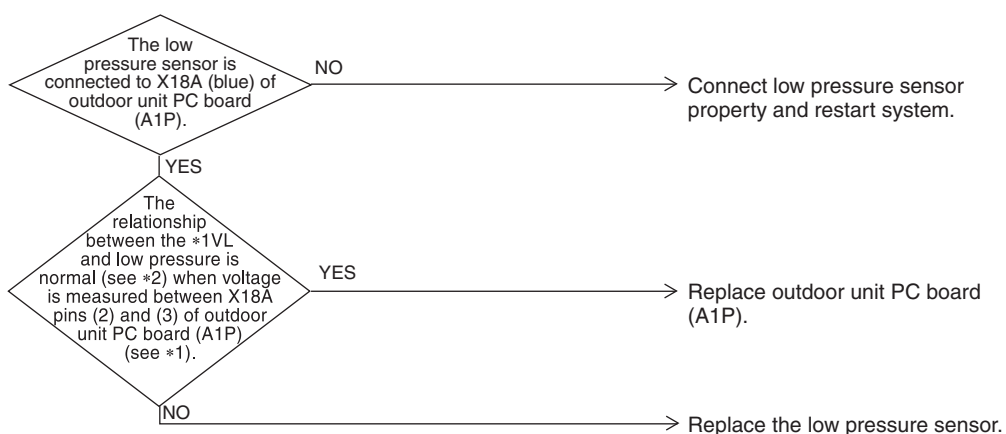 The low
pressure sensor is
connected to X18A (blue) of
outdoor unit PC board
(A1P).
NO
Connect low pressure sensor
property and restart system.
YES
The
relationship
between the ∗1VL
and low pressure is
normal (see ∗2) when voltage
is measured between X18A
pins (2) and (3) of outdoor
unit PC board (A1P)
(see ∗1).
YES
Replace outdoor unit PC board
(A1P).
NO
Replace the low pressure sensor.